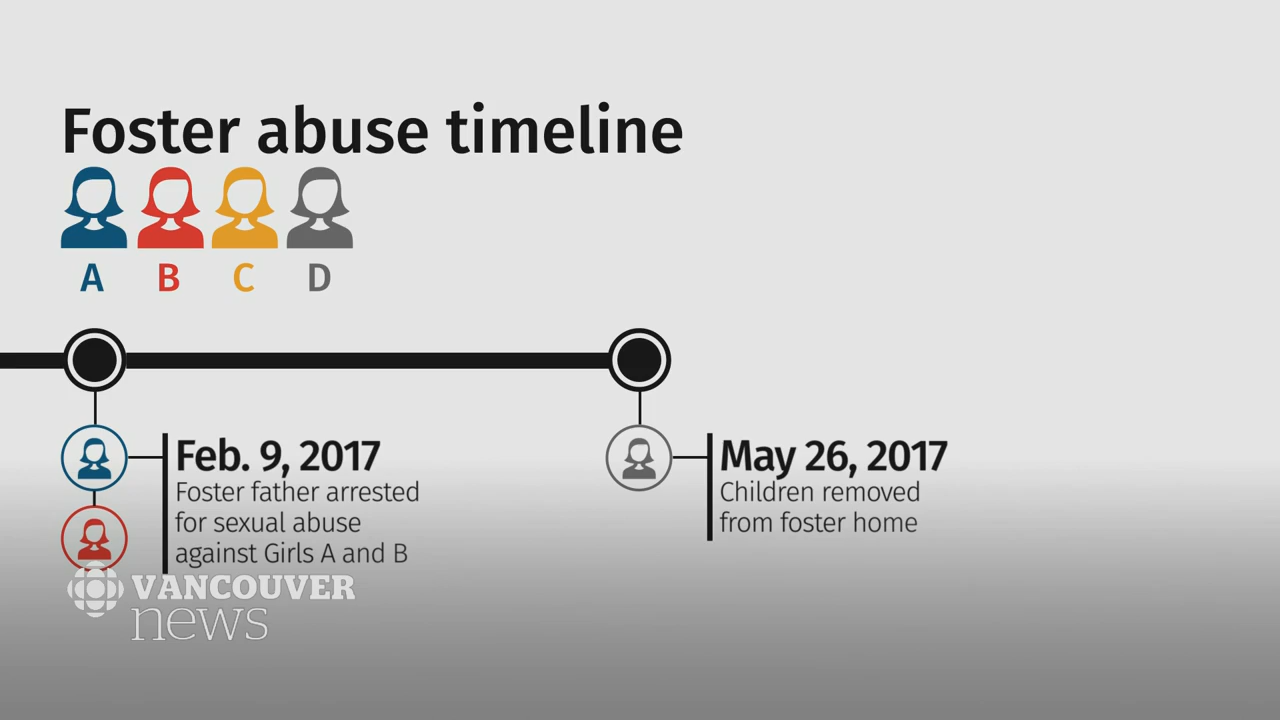 Foster abuse timeline
A B C D
Feb. 9, 2017
Foster father arrested
for sexual abuse
against Girls A and B
May 26, 2017
Children removed
from foster home
VANCOUVER
news